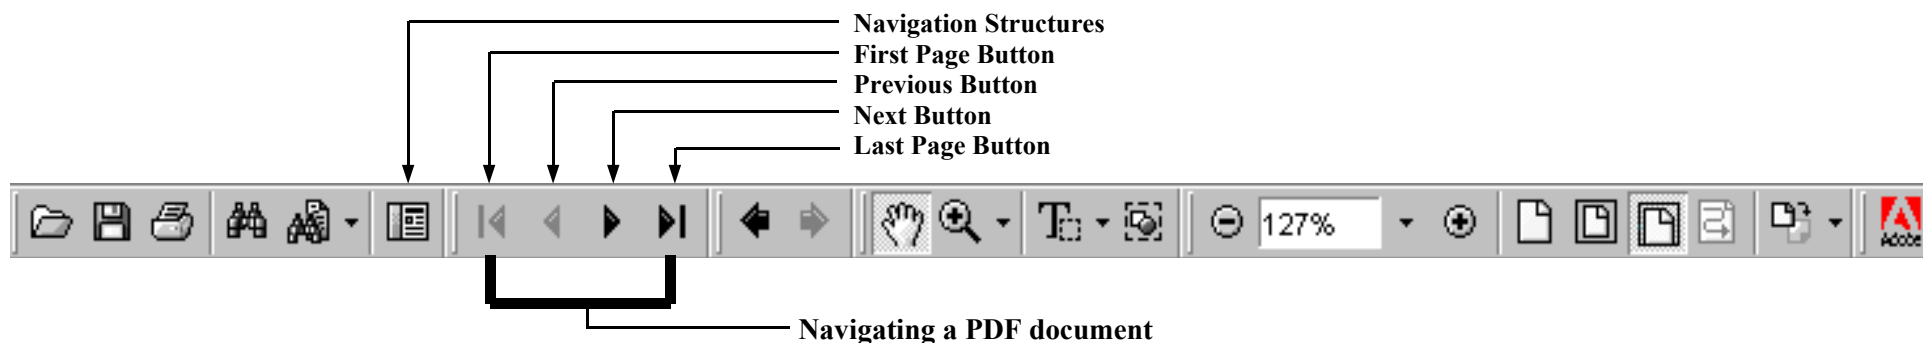 Navigation Structures
First Page Button
Previous Button
Next Button
Last Page Button
127%
Adobe
Navigating a PDF document